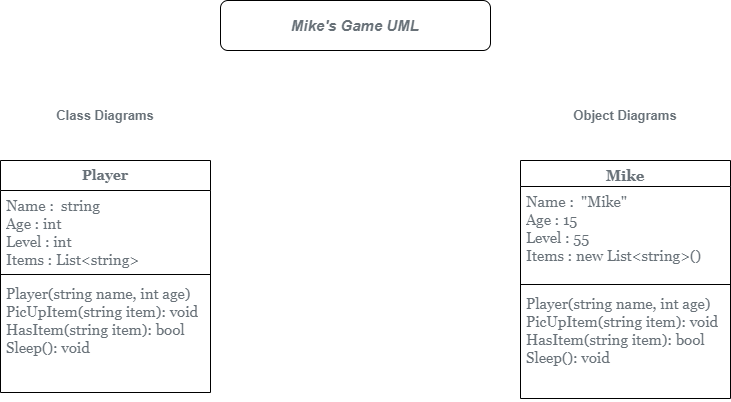 Mike's Game UML
Class Diagrams
Object Diagrams
Player
Name :  string
Age : int
Level : int
Items : List<string>
Player(string name, int age)
PicUpItem(string item): void
HasItem(string item): bool
Sleep(): void
Mike
Name :  "Mike"
Age : 15
Level : 55
Items : new List<string>()
Player(string name, int age)
PicUpItem(string item): void
HasItem(string item): bool
Sleep(): void